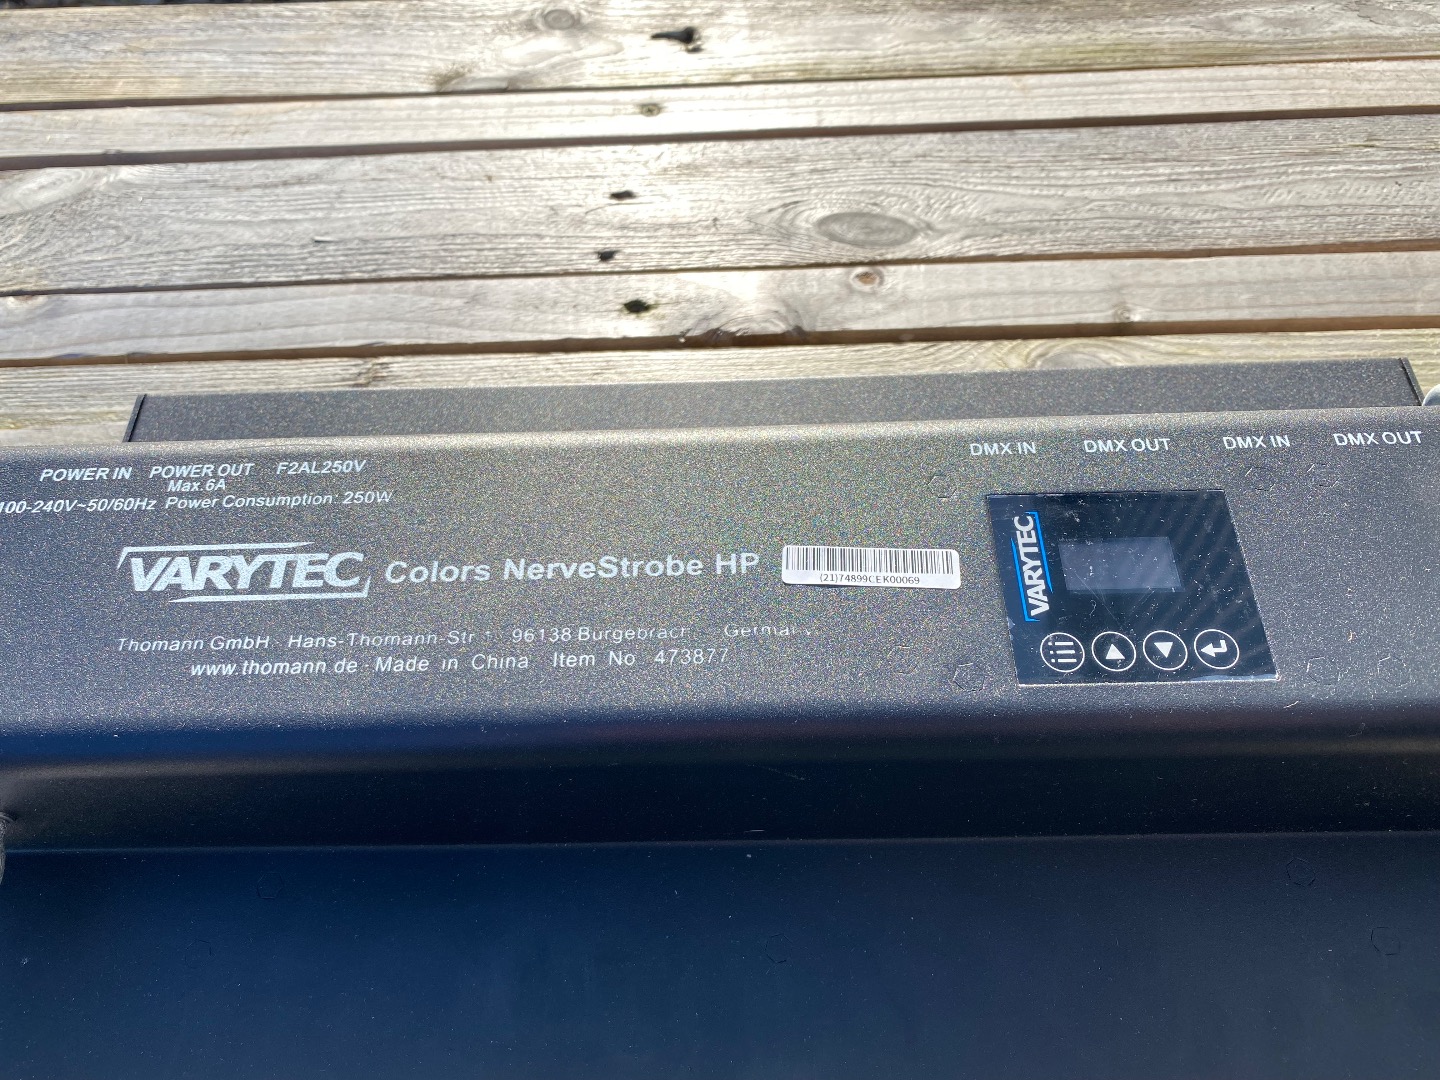 POWER IN POWER OUT F2AL250V
Max.6A
100-240V~50/60Hz Power Consumption: 250W
DMX IN DMX OUT DMX IN DMX OUT
VARYTEC Colors NerveStrobe HP
(21)74899CEK00069
VARYTEC
Thomann GmbH · Hans-Thomann-Str. 96138
www.thomann.de · Made in China Item No 473877